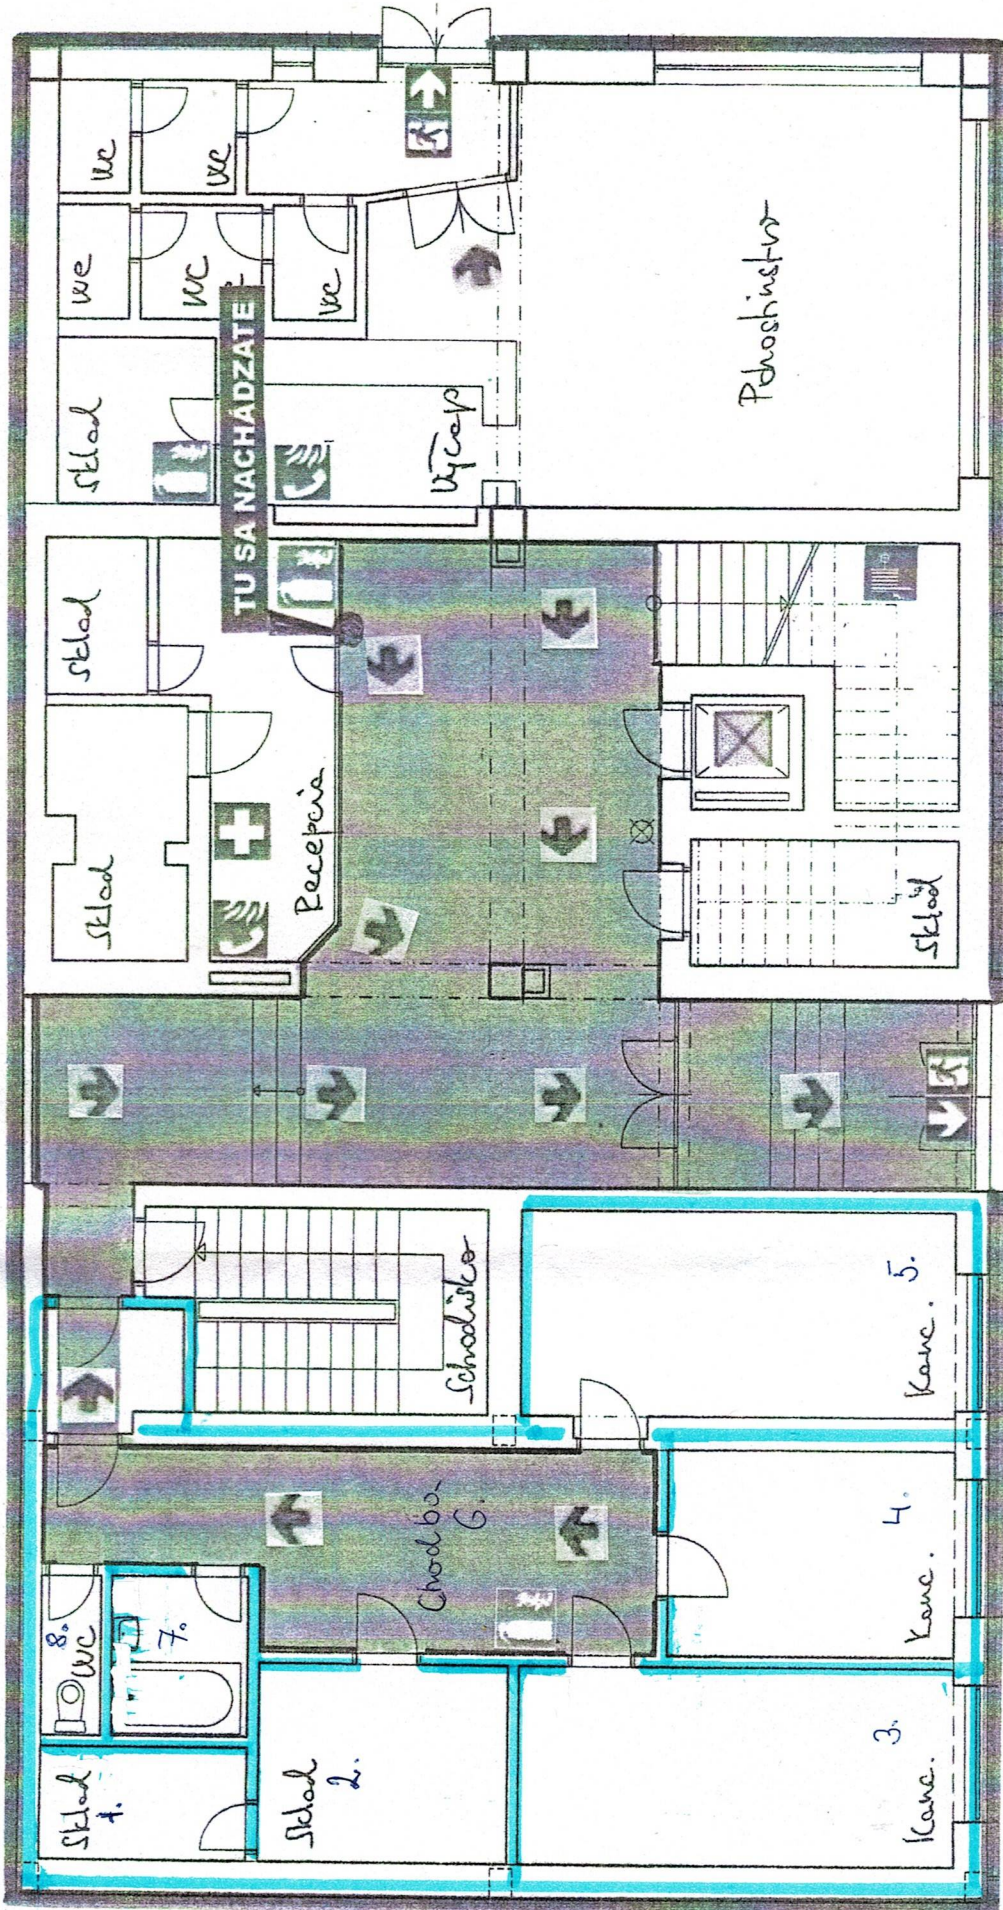 Sklad
1.
8.
WC
7.
Sklad
2.
Chodba
6.
Kanc. 3.
Kanc. 4.
Kanc. 5.
Schodisko
Sklad
Recepcia
Sklad
Sklad
TU SA NACHÁDZATE
Sklad
Výčap
WC
WC
WC
WC
WC
Pohostinstvo